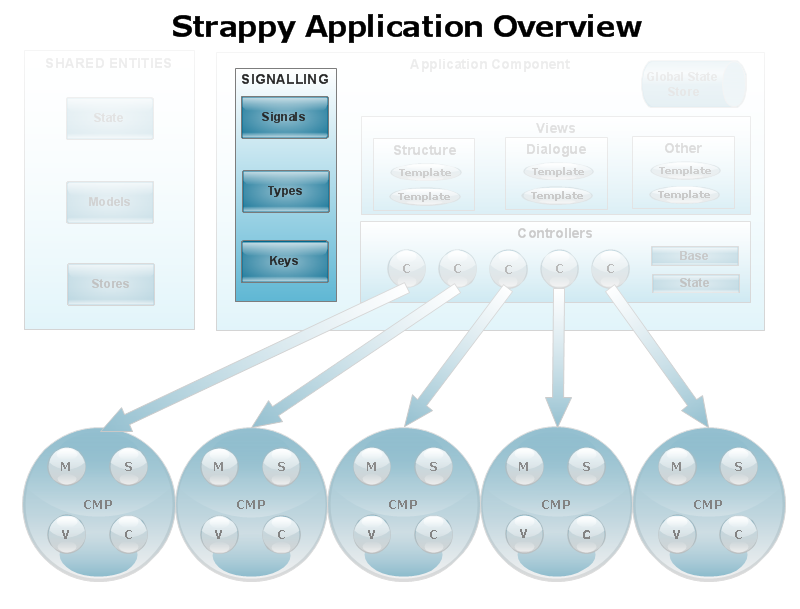 Strappy Application Overview
SHARED ENTITIES
State
Models
Stores
SIGNALLING
Signals
Types
Keys
Application Component
Global State
Store
Views
Structure
Template
Template
Dialogue
Template
Template
Other
Template
Template
Controllers
C C C C C
Base
State
M S
CMP
V C
M S
CMP
V C
M S
CMP
V C
M S
CMP
V C
M S
CMP
V C